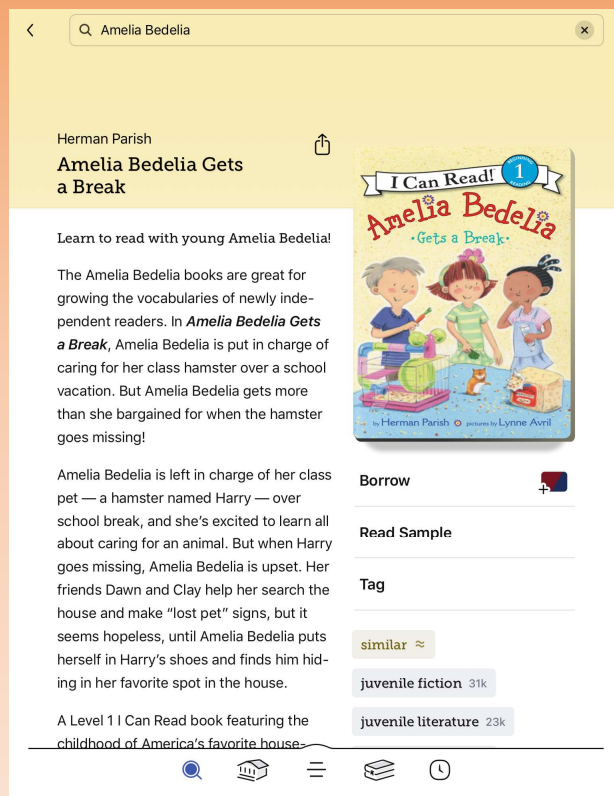 Amelia Bedelia
Herman Parish
Amelia Bedelia Gets
a Break
Learn to read with young Amelia Bedelia!
The Amelia Bedelia books are great for
growing the vocabularies of newly inde-
pendent readers. In Amelia Bedelia Gets
a Break, Amelia Bedelia is put in charge of
caring for her class hamster over a school
vacation. But Amelia Bedelia gets more
than she bargained for when the hamster
goes missing!
Amelia Bedelia is left in charge of her class
pet — a hamster named Harry — over
school break, and she’s excited to learn all
about caring for an animal. But when Harry
goes missing, Amelia Bedelia is upset. Her
friends Dawn and Clay help her search the
house and make “lost pet” signs, but it
seems hopeless, until Amelia Bedelia puts
herself in Harry’s shoes and finds him hid-
ing in her favorite spot in the house.
A Level 1 I Can Read book featuring the
childhood of America’s favorite house-
I Can Read!
BEGINNING
1
READING
Amelia Bedelia
·Gets a Break·
by Herman Parish pictures by Lynne Avril
Borrow
Read Sample
Tag
similar ≈
juvenile fiction 31k
juvenile literature 23k